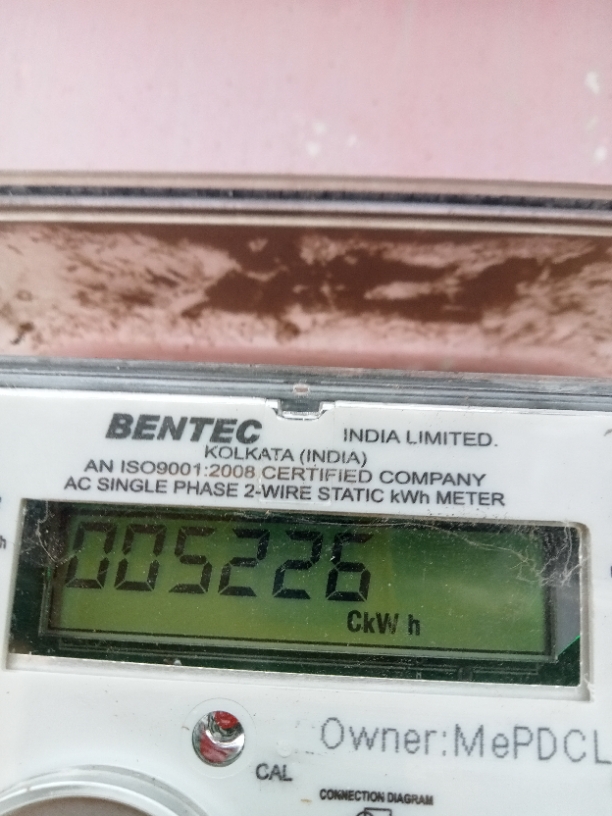 BENTEC INDIA LIMITED.
KOLKATA (INDIA)
AN ISO9001:2008 CERTIFIED COMPANY
AC SINGLE PHASE 2-WIRE STATIC kWh METER
005226
CkW h
Owner:MePDCL
CAL
CONNECTION DIAGRAM